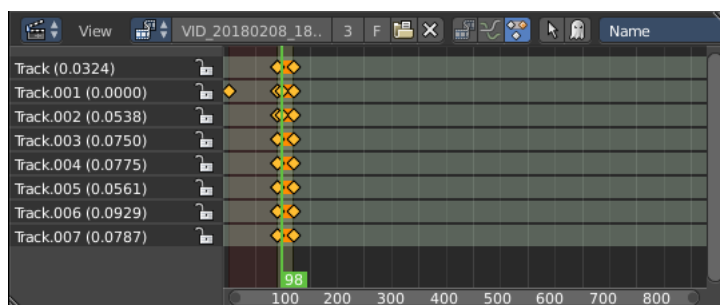 View VID_20180208_18.. 3 F Name
Track (0.0324)
Track.001 (0.0000)
Track.002 (0.0538)
Track.003 (0.0750)
Track.004 (0.0775)
Track.005 (0.0561)
Track.006 (0.0929)
Track.007 (0.0787)
98
100 200 300 400 500 600 700 800